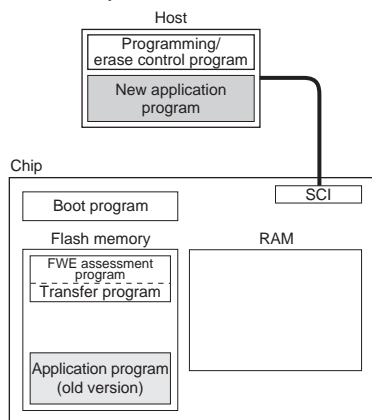 Host
Programming/
erase control program
New application
program
Chip
SCI
Boot program
Flash memory
RAM
FWE assessment
program
Transfer program
Application program
(old version)